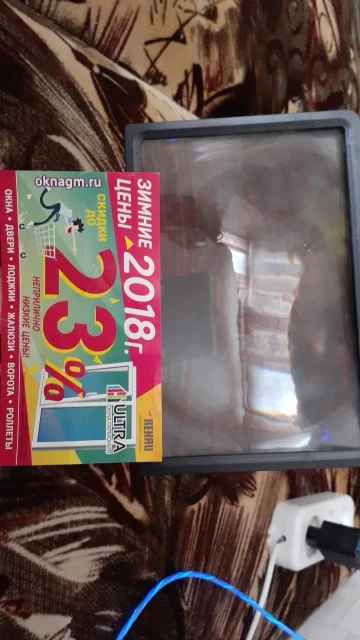 oknagm.ru
ЗИМНИЕ
ЦЕНЫ 2018г.
СКИДКИ
ДО
23%
НЕПРИЛИЧНО
НИЗКИЕ ЦЕНЫ!
ULTRA
REHAU
ОКНА • ДВЕРИ • ЛОДЖИИ • ЖАЛЮЗИ • ВОРОТА • РОЛЛЕТЫ